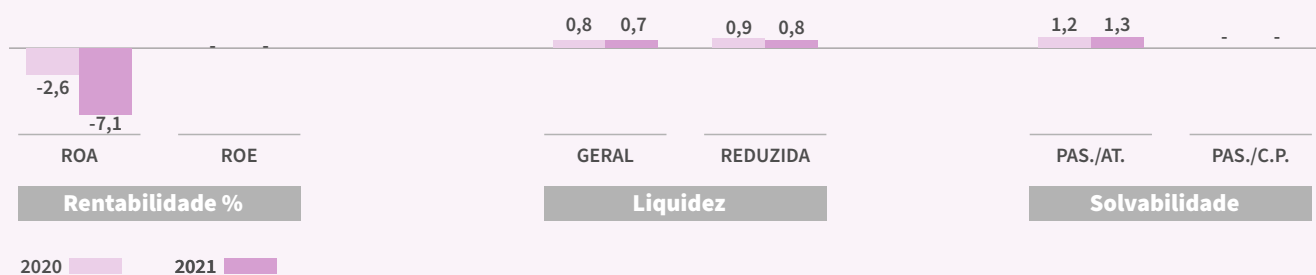 0,8 0,7 0,9 0,8 1,2 1,3
- - - -
-2,6
-7,1
ROA ROE GERAL REDUZIDA PAS./AT. PAS./C.P.
Rentabilidade % Liquidez Solvabilidade
2020 2021